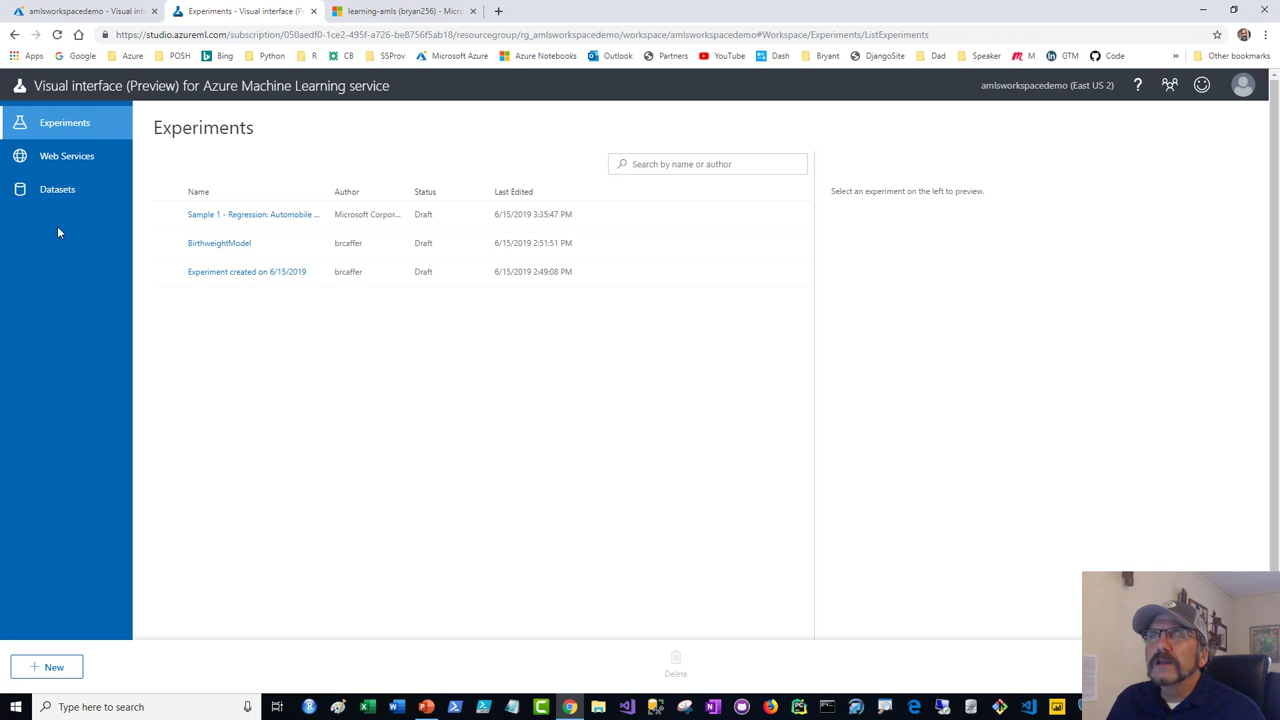 amlsworkspacedemo - Visual inter
Experiments - Visual interface (P
learning-amls (bryan256) - Micro
https://studio.azureml.com/subscription/050aedf0-1ce2-495f-a726-be8756f5ab18/resourcegroup/rg_amlsworkspacedemo/workspace/amlsworkspacedemo#Workspace/Experiments/ListExperiments
Apps Google POSH Bing Python R CB SSProv Microsoft Azure Azure Notebooks Outlook Partners YouTube Dash Bryant DjangoSite Dad Speaker M GTM Code » Other bookmarks
Visual interface (Preview) for Azure Machine Learning service
amlsworkspacedemo (East US 2) ?
Experiments
Web Services
Datasets
Experiments
Search by name or author
Name Author Status Last Edited
Sample 1 - Regression: Automobile ... Microsoft Corpor... Draft 6/15/2019 3:35:47 PM
BirthweightModel brcaffer Draft 6/15/2019 2:51:51 PM
Experiment created on 6/15/2019 brcaffer Draft 6/15/2019 2:49:08 PM
Select an experiment on the left to preview.
+ New
Delete
Type here to search